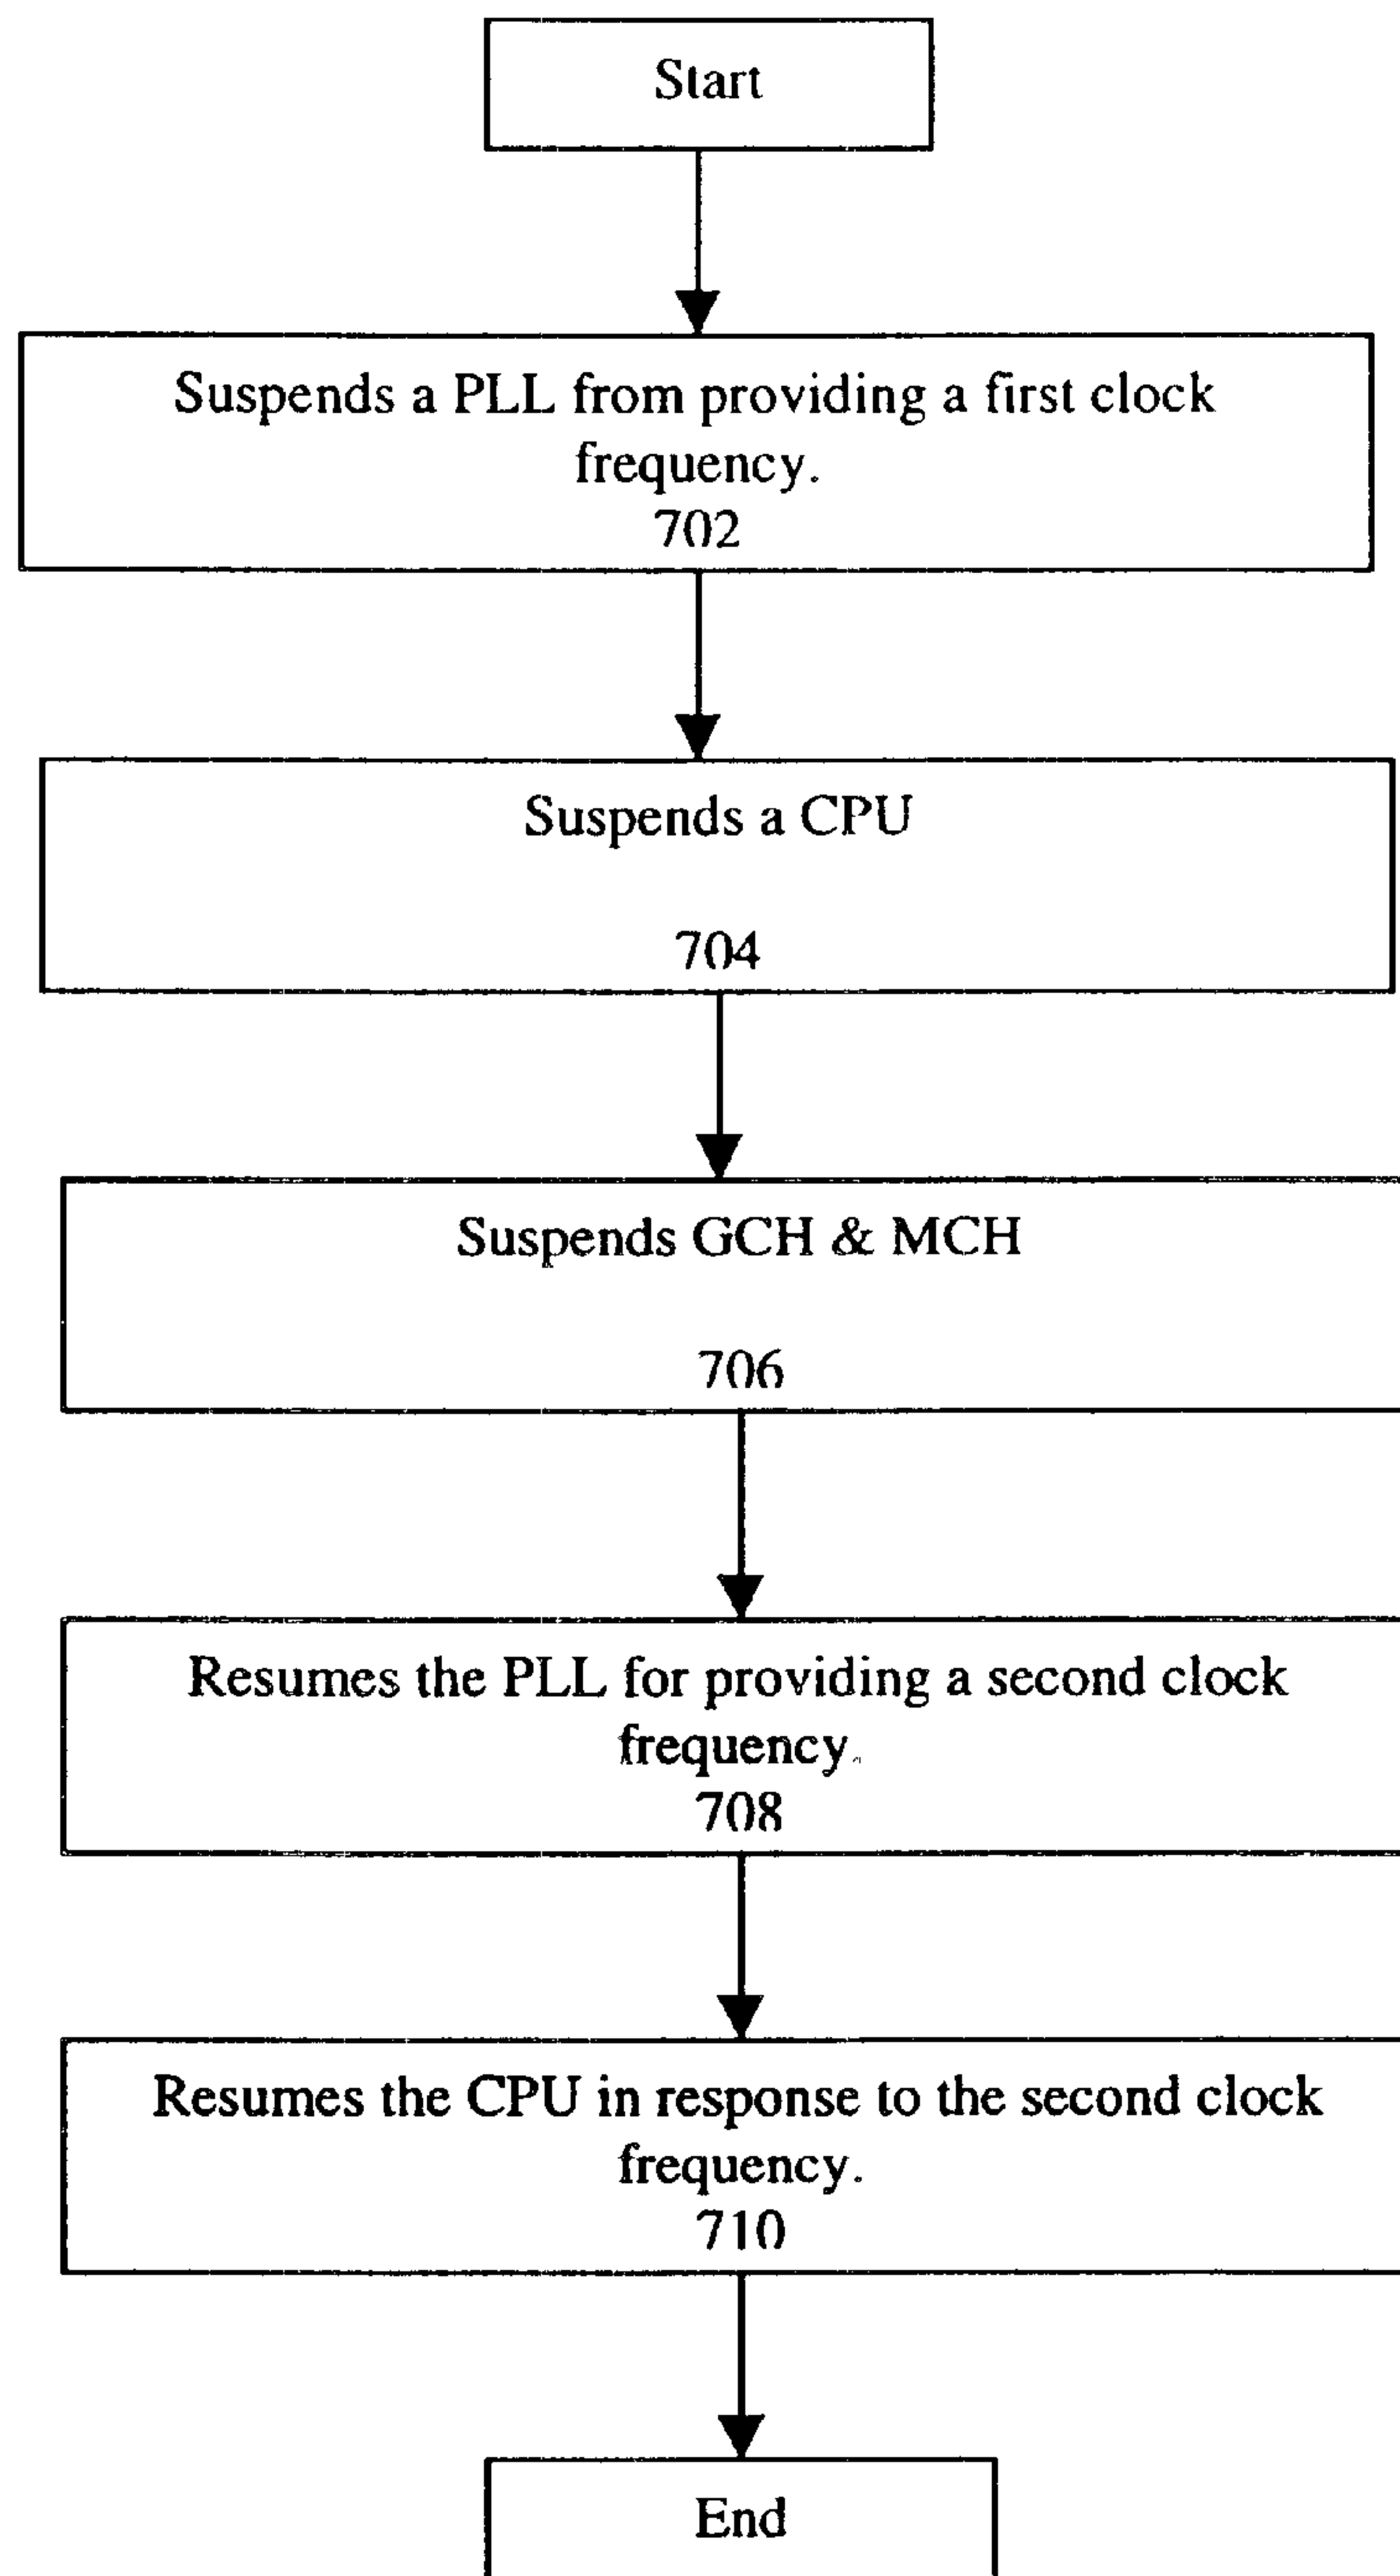 Start
Suspends a PLL from providing a first clock
frequency.
702
Suspends a CPU
704
Suspends GCH & MCH
706
Resumes the PLL for providing a second clock
frequency.
708
Resumes the CPU in response to the second clock
frequency.
710
End